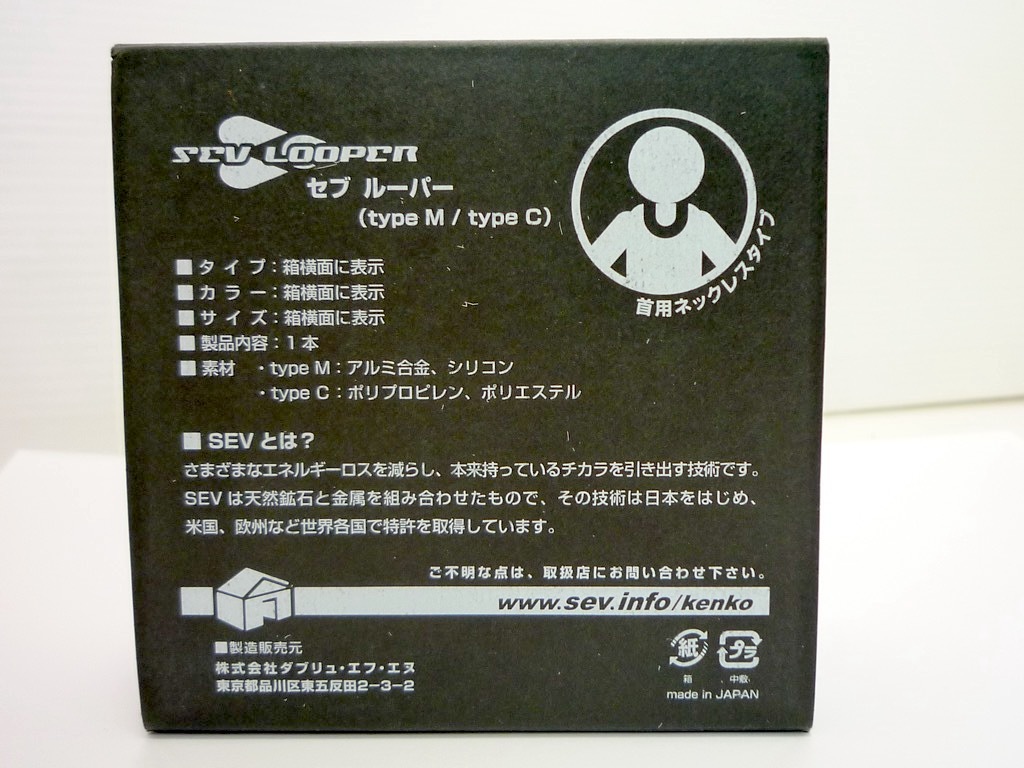 SEV LOOPER
セブ ルーパー
(type M / type C)
首用ネックレスタイプ
■ タイプ：箱横面に表示
■ カラー：箱横面に表示
■ サイズ：箱横面に表示
■ 製品内容：1本
■ 素材 ・type M：アルミ合金、シリコン
・type C：ポリプロピレン、ポリエステル
■ SEV とは？
さまざまなエネルギーロスを減らし、本来持っているチカラを引き出す技術です。
SEV は天然鉱石と金属を組み合わせたもので、その技術は日本をはじめ、
米国、欧州など世界各国で特許を取得しています。
ご不明な点は、取扱店にお問い合わせ下さい。
www.sev.info/kenko
■製造販売元
株式会社ダブリュ・エフ・エヌ
東京都品川区東五反田2-3-2
紙 プラ
箱 中敷
made in JAPAN